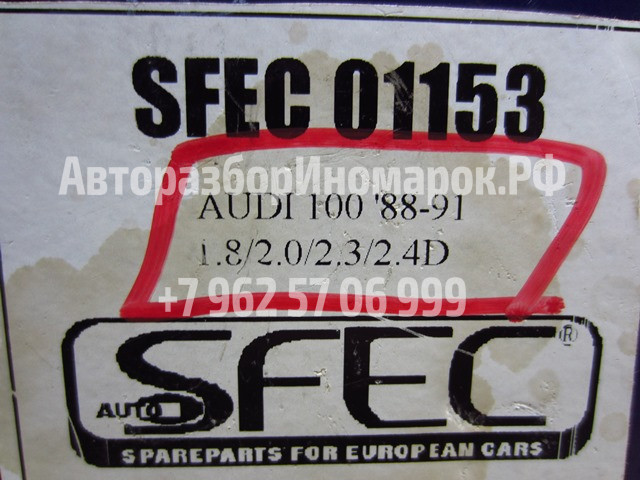 SFEC 01153
АвторазборИномарок.РФ
AUDI 100 '88-91
1.8/2.0/2.3/2.4D
+7 962 57 06 999
SFEC®
AUTO
SPAREPARTS FOR EUROPEAN CARS